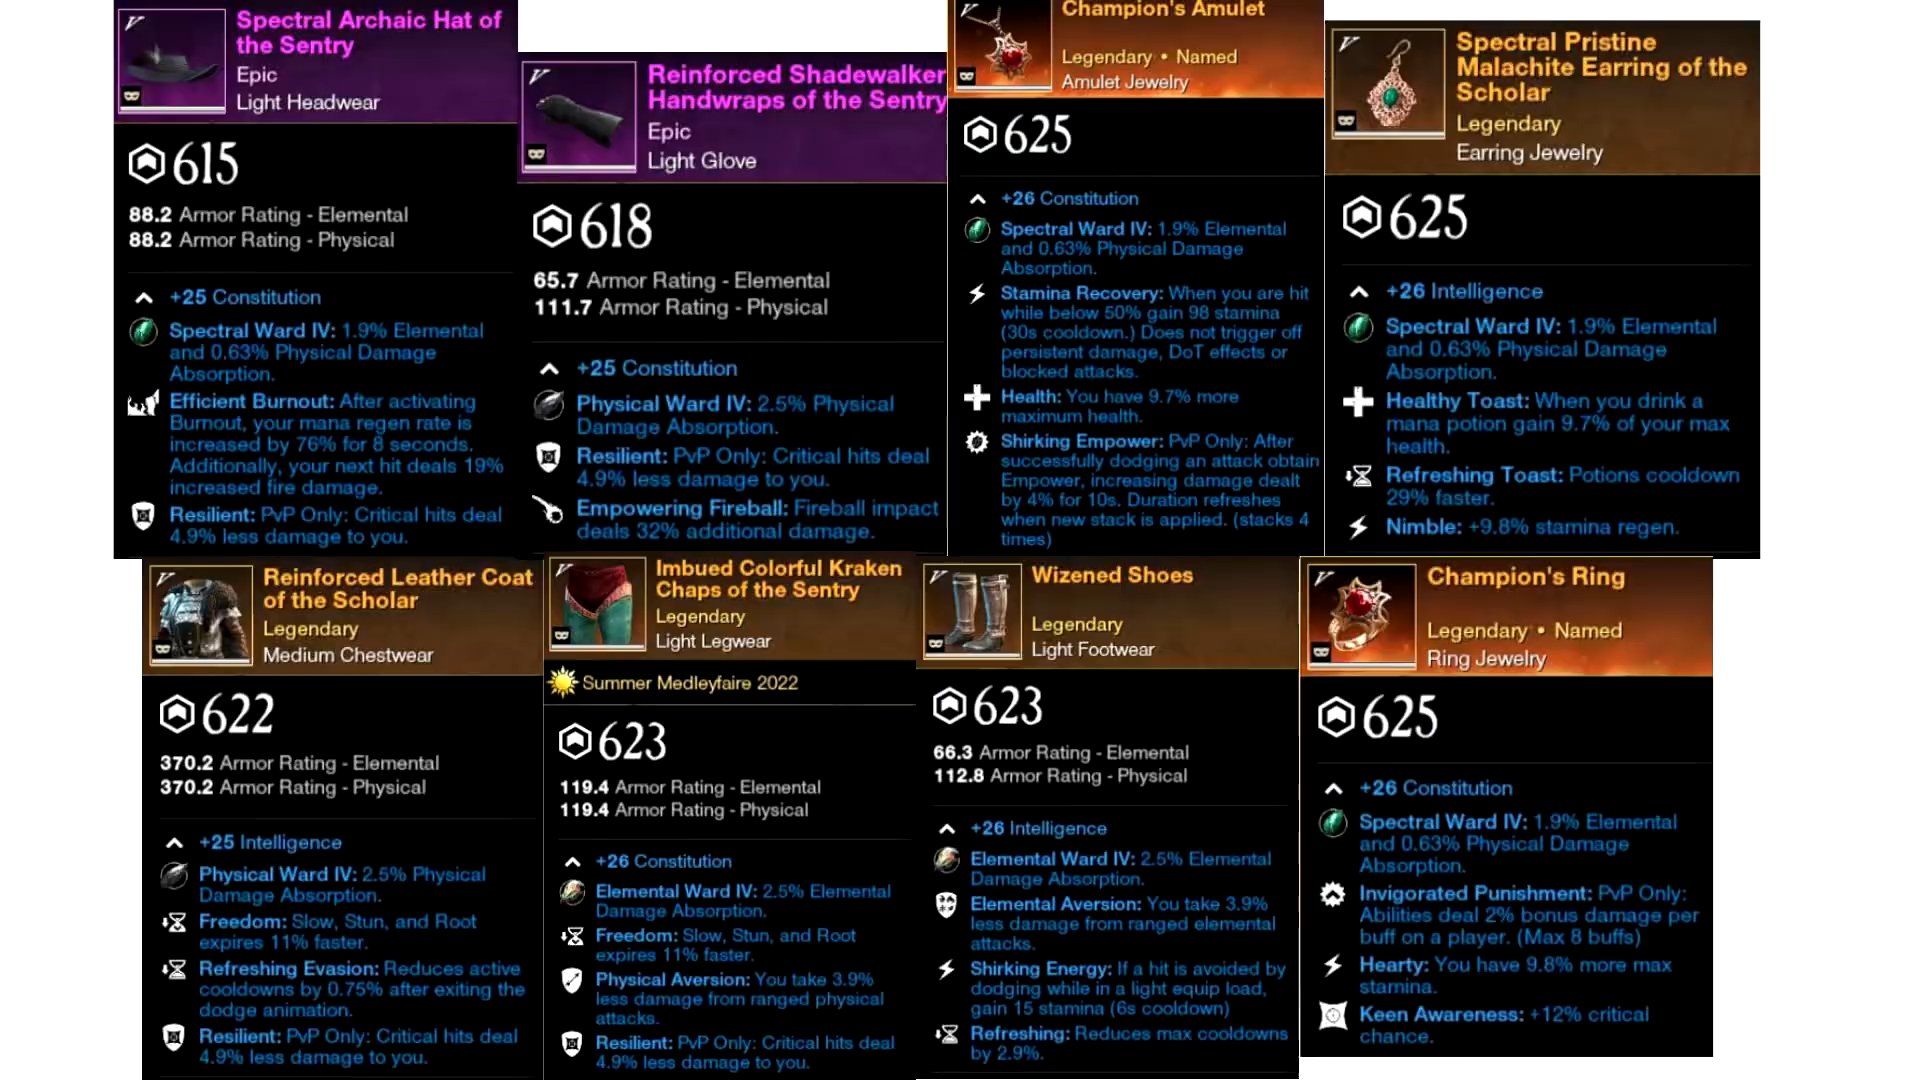 Spectral Archaic Hat of
the Sentry
Epic
Light Headwear
615
88.2 Armor Rating - Elemental
88.2 Armor Rating - Physical
+25 Constitution
Spectral Ward IV: 1.9% Elemental
and 0.63% Physical Damage
Absorption.
Efficient Burnout: After activating
Burnout, your mana regen rate is
increased by 76% for 8 seconds.
Additionally, your next hit deals 19%
increased fire damage.
Resilient: PvP Only: Critical hits deal
4.9% less damage to you.
Reinforced Shadewalker
Handwraps of the Sentry
Epic
Light Glove
618
65.7 Armor Rating - Elemental
111.7 Armor Rating - Physical
+25 Constitution
Physical Ward IV: 2.5% Physical
Damage Absorption.
Resilient: PvP Only: Critical hits deal
4.9% less damage to you.
Empowering Fireball: Fireball impact
deals 32% additional damage.
Champion's Amulet
Legendary • Named
Amulet Jewelry
625
+26 Constitution
Spectral Ward IV: 1.9% Elemental
and 0.63% Physical Damage
Absorption.
Stamina Recovery: When you are hit
while below 50% gain 98 stamina
(30s cooldown.) Does not trigger off
persistent damage, DoT effects or
blocked attacks.
Health: You have 9.7% more
maximum health.
Shirking Empower: PvP Only: After
successfully dodging an attack obtain
Empower, increasing damage dealt
by 4% for 10s. Duration refreshes
when new stack is applied. (stacks 4
times)
Spectral Pristine
Malachite Earring of the
Scholar
Legendary
Earring Jewelry
625
+26 Intelligence
Spectral Ward IV: 1.9% Elemental
and 0.63% Physical Damage
Absorption.
Healthy Toast: When you drink a
mana potion gain 9.7% of your max
health.
Refreshing Toast: Potions cooldown
29% faster.
Nimble: +9.8% stamina regen.
Reinforced Leather Coat
of the Scholar
Legendary
Medium Chestwear
622
370.2 Armor Rating - Elemental
370.2 Armor Rating - Physical
+25 Intelligence
Physical Ward IV: 2.5% Physical
Damage Absorption.
Freedom: Slow, Stun, and Root
expires 11% faster.
Refreshing Evasion: Reduces active
cooldowns by 0.75% after exiting the
dodge animation.
Resilient: PvP Only: Critical hits deal
4.9% less damage to you.
Imbued Colorful Kraken
Chaps of the Sentry
Legendary
Light Legwear
Summer Medleyfaire 2022
623
119.4 Armor Rating - Elemental
119.4 Armor Rating - Physical
+26 Constitution
Elemental Ward IV: 2.5% Elemental
Damage Absorption.
Freedom: Slow, Stun, and Root
expires 11% faster.
Physical Aversion: You take 3.9%
less damage from ranged physical
attacks.
Resilient: PvP Only: Critical hits deal
4.9% less damage to you.
Wizened Shoes
Legendary
Light Footwear
623
66.3 Armor Rating - Elemental
112.8 Armor Rating - Physical
+26 Intelligence
Elemental Ward IV: 2.5% Elemental
Damage Absorption.
Elemental Aversion: You take 3.9%
less damage from ranged elemental
attacks.
Shirking Energy: If a hit is avoided by
dodging while in a light equip load,
gain 15 stamina (6s cooldown)
Refreshing: Reduces max cooldowns
by 2.9%.
Champion's Ring
Legendary • Named
Ring Jewelry
625
+26 Constitution
Spectral Ward IV: 1.9% Elemental
and 0.63% Physical Damage
Absorption.
Invigorated Punishment: PvP Only:
Abilities deal 2% bonus damage per
buff on a player. (Max 8 buffs)
Hearty: You have 9.8% more max
stamina.
Keen Awareness: +12% critical
chance.